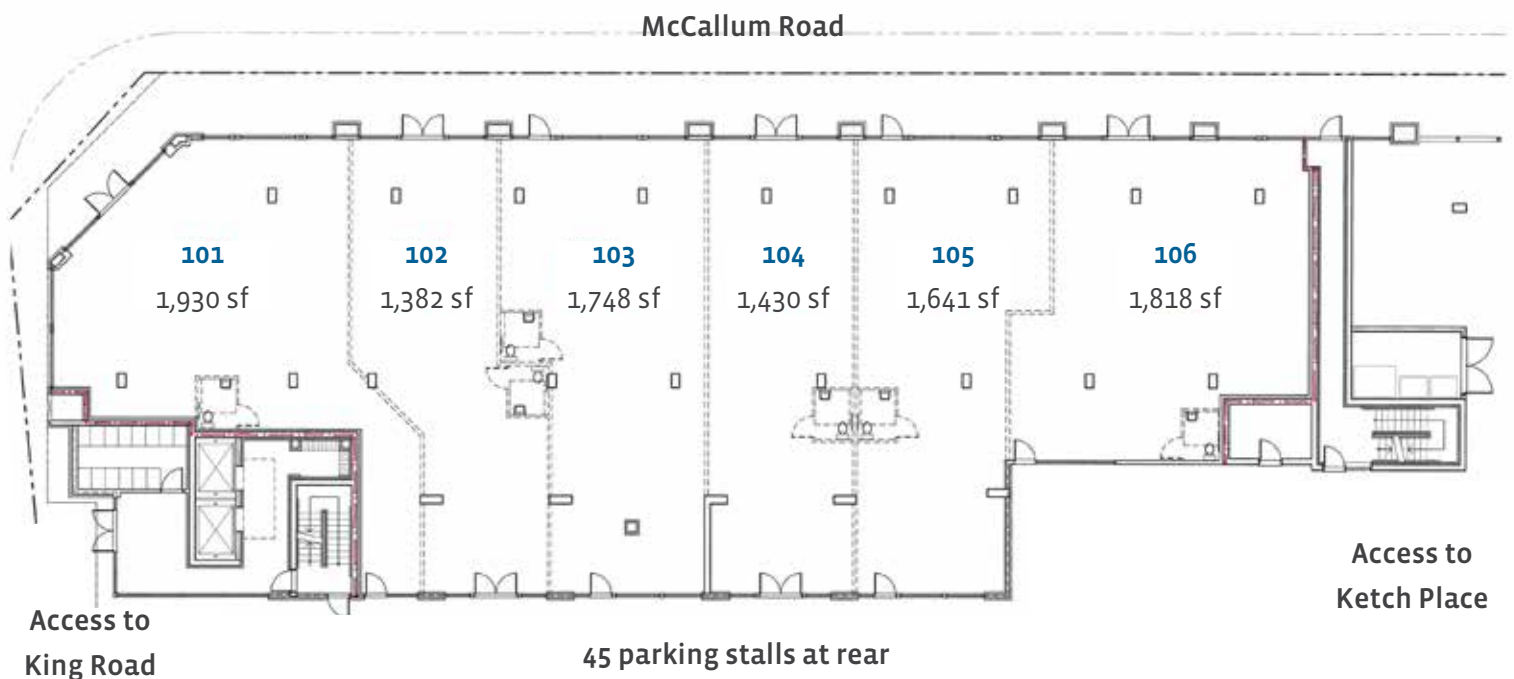 McCallum Road
101
1,930 sf
102
1,382 sf
103
1,748 sf
104
1,430 sf
105
1,641 sf
106
1,818 sf
Access to
King Road
45 parking stalls at rear
Access to
Ketch Place